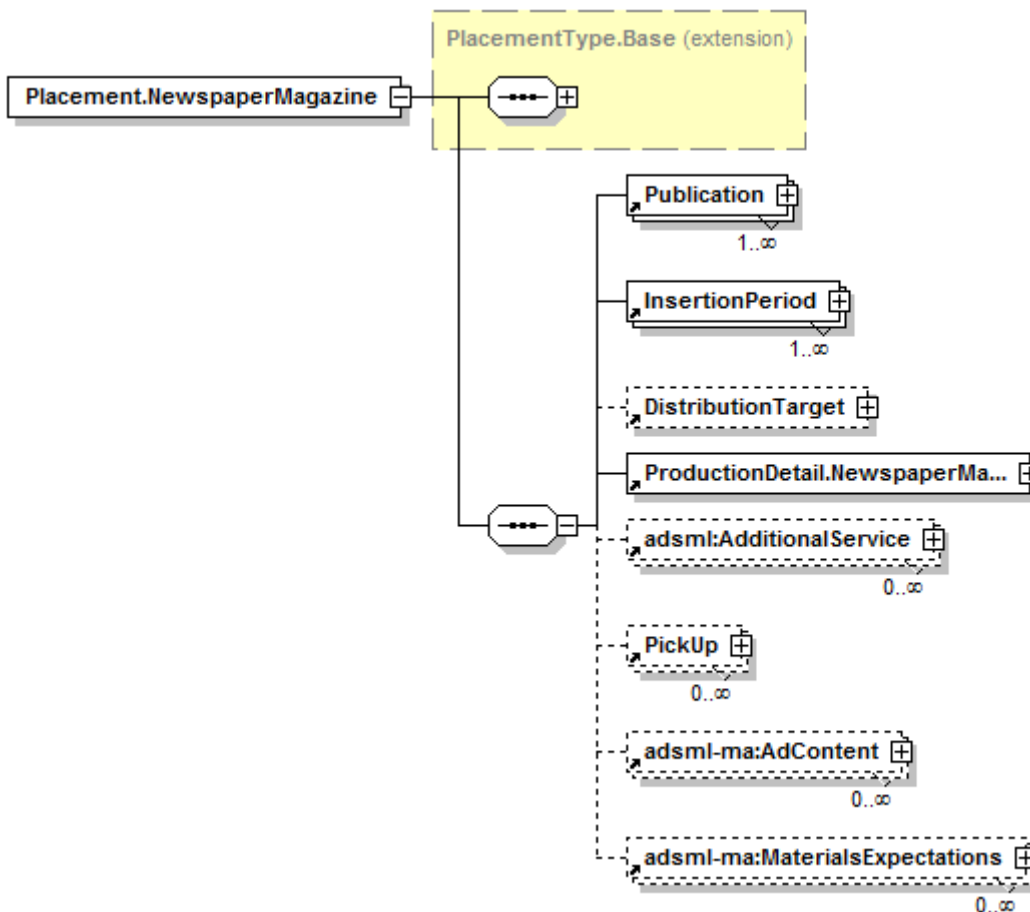 PlacementType.Base (extension)
Placement.NewspaperMagazine
Publication
1..∞
InsertionPeriod
1..∞
DistributionTarget
ProductionDetail.NewspaperMa...
adsml:AdditionalService
0..∞
PickUp
0..∞
adsml-ma:AdContent
0..∞
adsml-ma:MaterialsExpectations
0..∞